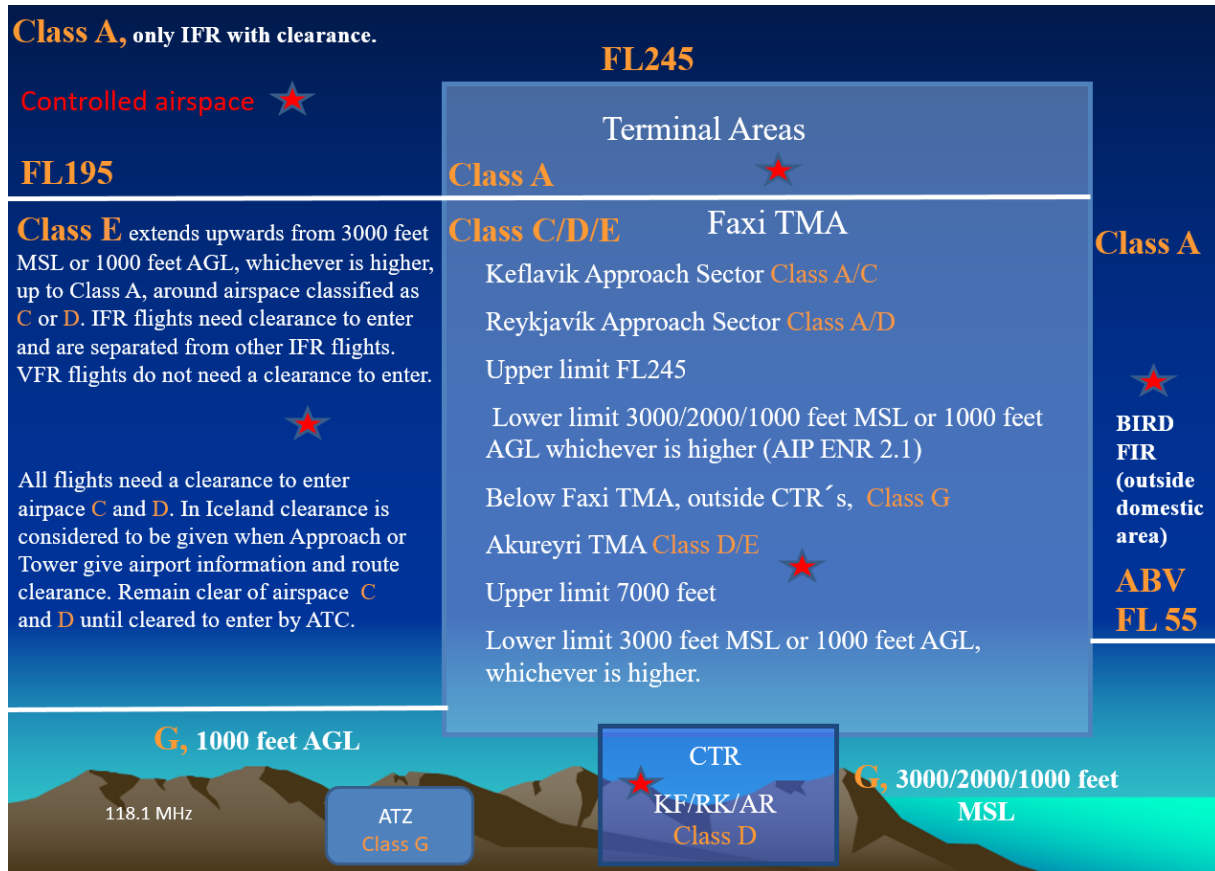 Class A, only IFR with clearance.
Controlled airspace
FL195
FL245
Terminal Areas
Class A
Class E extends upwards from 3000 feet
MSL or 1000 feet AGL, whichever is higher,
up to Class A, around airspace classified as
C or D. IFR flights need clearance to enter
and are separated from other IFR flights.
VFR flights do not need a clearance to enter.
All flights need a clearance to enter
airpace C and D. In Iceland clearance is
considered to be given when Approach or
Tower give airport information and route
clearance. Remain clear of airspace C
and D until cleared to enter by ATC.
Class C/D/E
Faxi TMA
Keflavik Approach Sector Class A/C
Reykjavík Approach Sector Class A/D
Upper limit FL245
Lower limit 3000/2000/1000 feet MSL or 1000 feet
AGL whichever is higher (AIP ENR 2.1)
Below Faxi TMA, outside CTR´s, Class G
Akureyri TMA Class D/E
Upper limit 7000 feet
Lower limit 3000 feet MSL or 1000 feet AGL,
whichever is higher.
Class A
BIRD
FIR
(outside
domestic
area)
ABV
FL 55
G, 1000 feet AGL
118.1 MHz
ATZ
Class G
CTR
KF/RK/AR
Class D
G, 3000/2000/1000 feet
MSL